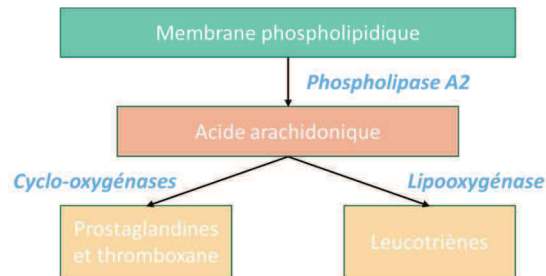 Membrane phospholipidique
Phospholipase A2
Acide arachidonique
Cyclo-oxygénases
Lipooxygénase
Prostaglandines
et thromboxane
Leucotriènes